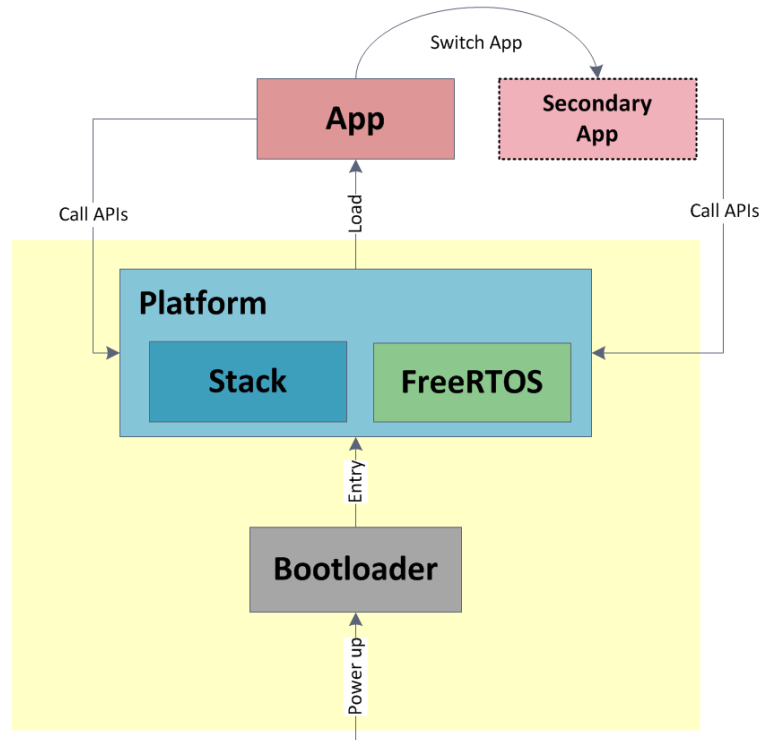 Switch App
App
Secondary
App
Call APIs
Load
Call APIs
Platform
Stack
FreeRTOS
Entry
Bootloader
Power up